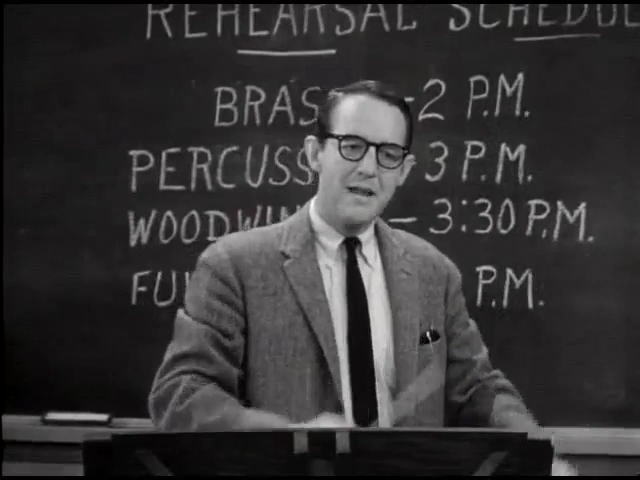 REHEARSAL SCHEDU
BRAS - 2 P.M.
PERCUSS 3 P.M.
WOODWIN - 3:30 P.M.
FU P.M.